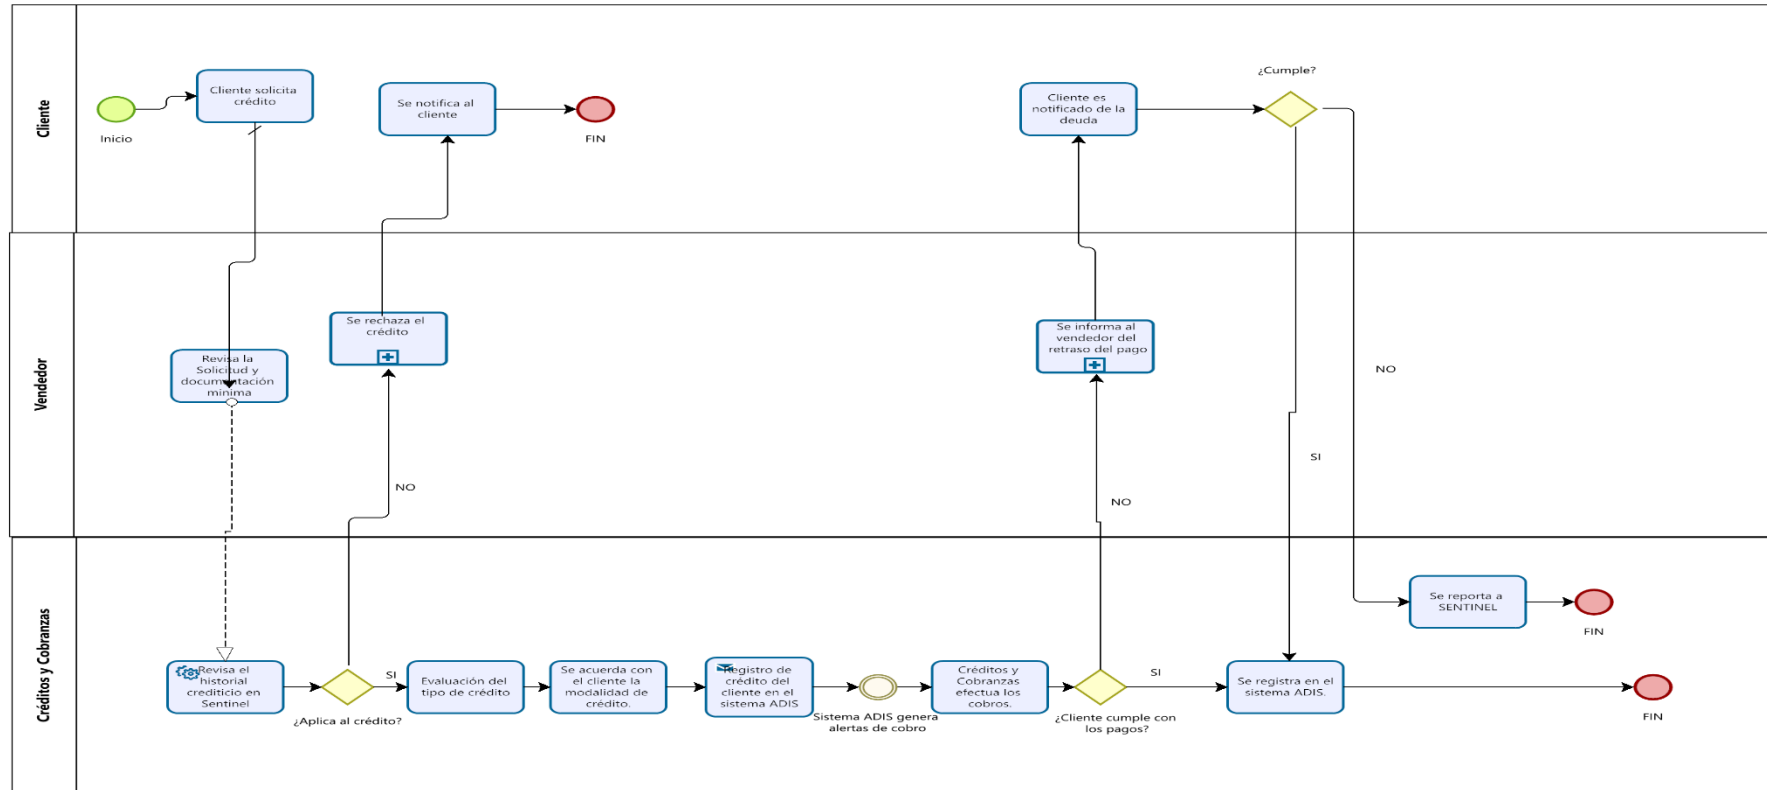 Cliente
Inicio
Cliente solicita
crédito
Se notifica al
cliente
FIN
Cliente es
notificado de la
deuda
¿Cumple?
NO
SI
Vendedor
Revisa la
Solicitud y
documentación
minima
Se rechaza el
crédito
NO
Se informa al
vendedor del
retraso del pago
NO
Créditos y Cobranzas
Revisa el
historial
crediticio en
Sentinel
¿Aplica al crédito?
SI
Evaluación del
tipo de crédito
Se acuerda con
el cliente la
modalidad de
crédito.
Registro de
crédito del
cliente en el
sistema ADIS
Sistema ADIS genera
alertas de cobro
Créditos y
Cobranzas
efectua los
cobros.
¿Cliente cumple con
los pagos?
SI
Se registra en el
sistema ADIS.
FIN
Se reporta a
SENTINEL
FIN